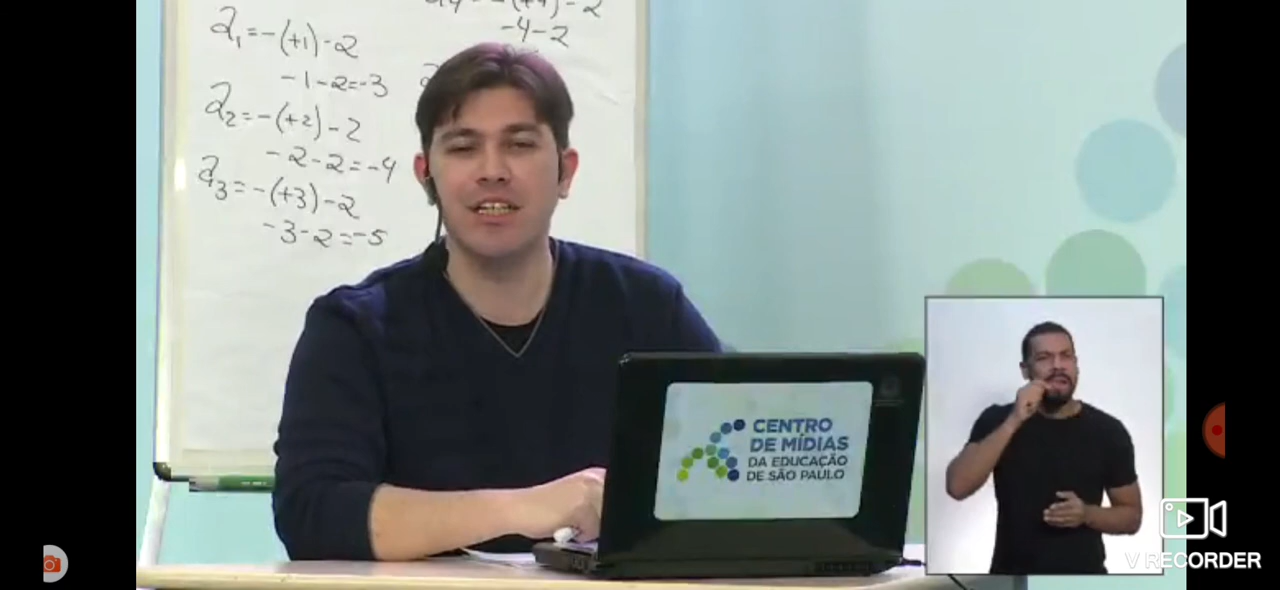 a₁=-(+1)-2
-1-2=-3
a₂=-(+2)-2
-2-2=-4
a₃=-(+3)-2
-3-2=-5
-4-2
CENTRO
DE MÍDIAS
DA EDUCAÇÃO
DE SÃO PAULO
V RECORDER